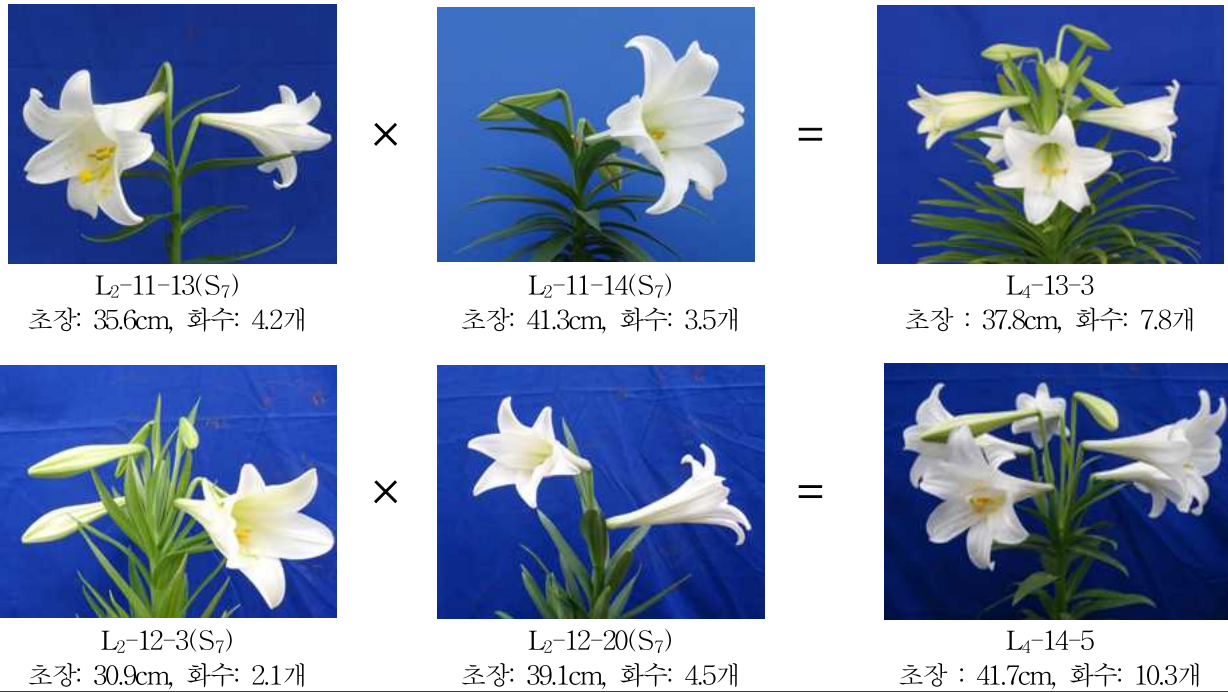 × =
L₂-11-13(S₇) L₂-11-14(S₇) L₄-13-3
초장: 35.6cm, 화수: 4.2개 초장: 41.3cm, 화수: 3.5개 초장 : 37.8cm, 화수: 7.8개
× =
L₂-12-3(S₇) L₂-12-20(S₇) L₄-14-5
초장: 30.9cm, 화수: 2.1개 초장: 39.1cm, 화수: 4.5개 초장 : 41.7cm, 화수: 10.3개